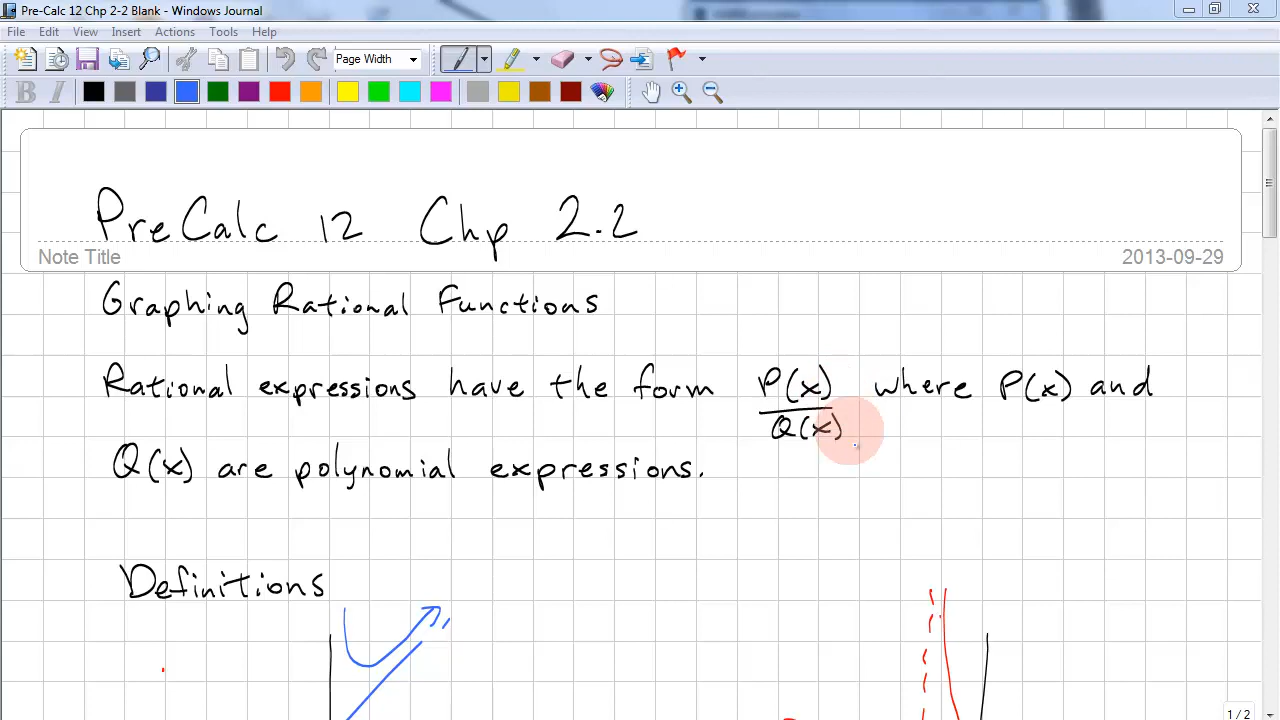 Pre-Calc 12 Chp 2-2 Blank - Windows Journal
File Edit View Insert Actions Tools Help
Page Width
B I
PreCalc 12 Chp 2.2
Note Title 2013-09-29
Graphing Rational Functions
Rational expressions have the form P(x)/Q(x) where P(x) and
Q(x) are polynomial expressions.
Definitions
1 / 2